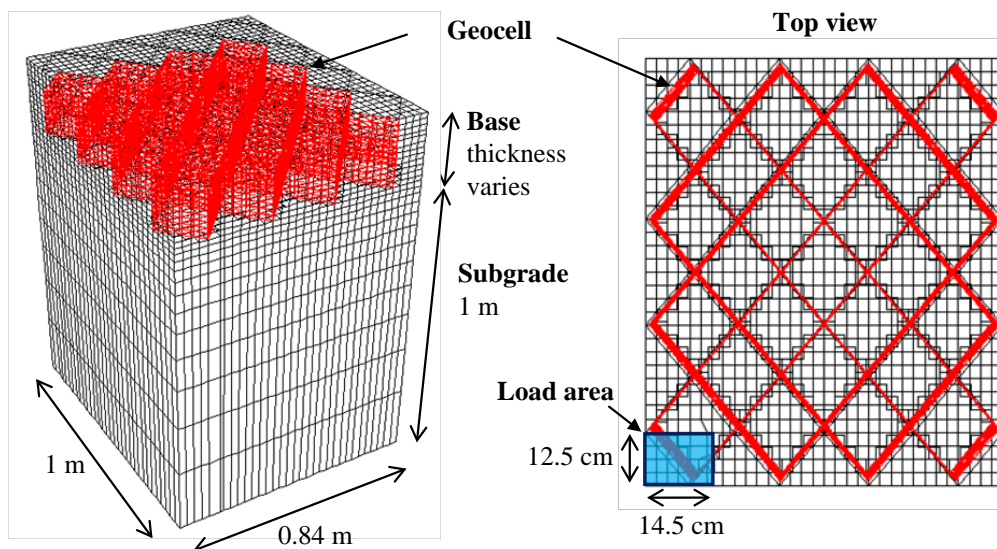 Geocell
Top view
Base
thickness
varies
Subgrade
1 m
Load area
12.5 cm
14.5 cm
1 m
0.84 m